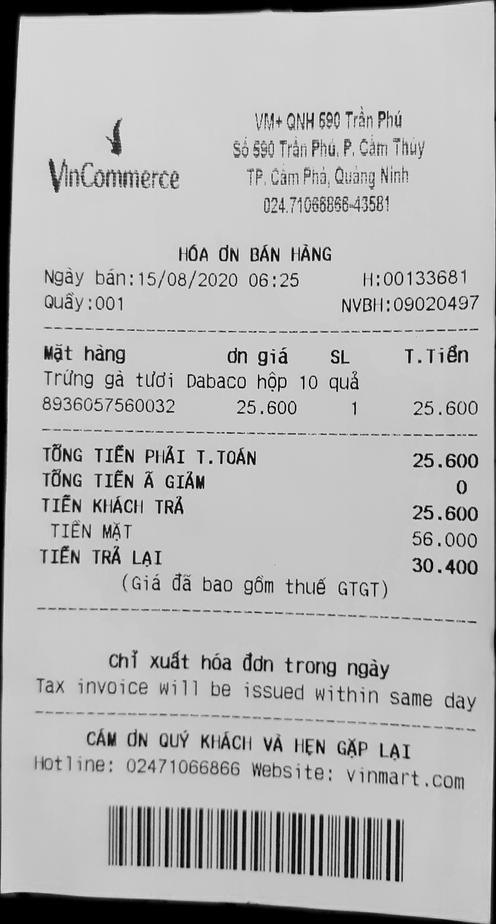 VinCommerce
VM+ QNH 590 Trần Phú
Số 590 Trần Phú, P. Cẩm Thủy
TP. Cẩm Phả, Quảng Ninh
024.71066866-43581
HÓA ƠN BÁN HÀNG
Ngày bán:15/08/2020 06:25 H:00133681
Quầy:001 NVBH:09020497
Mặt hàng ơn giá SL T.Tiền
Trứng gà tươi Dabaco hộp 10 quả
8936057560032 25.600 1 25.600
TỔNG TIỀN PHẢI T.TOÁN 25.600
TỔNG TIỀN Ã GIẢM 0
TIỀN KHÁCH TRẢ 25.600
TIỀN MẶT 56.000
TIỀN TRẢ LẠI 30.400
(Giá đã bao gồm thuế GTGT)
Chỉ xuất hóa đơn trong ngày
Tax invoice will be issued within same day
CẢM ƠN QUÝ KHÁCH VÀ HẸN GẶP LẠI
Hotline: 02471066866 Website: vinmart.com